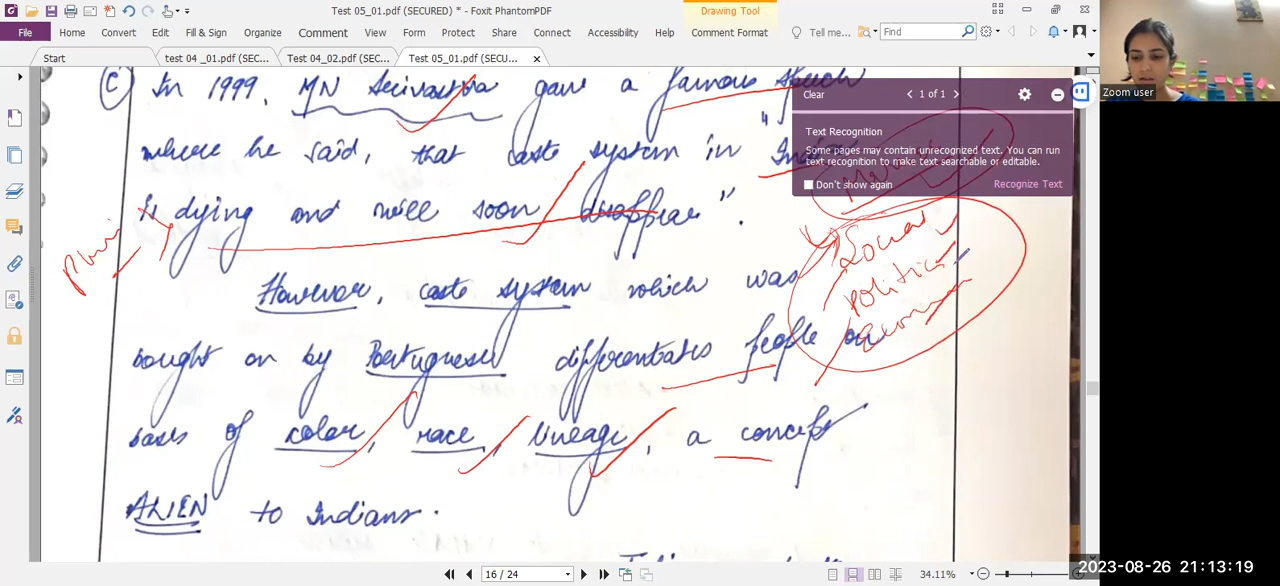 Test 05_01.pdf (SECURED) * - Foxit PhantomPDF
Drawing Tool
File Home Convert Edit Fill & Sign Organize Comment View Form Protect Share Connect Accessibility Help Comment Format Tell me... Find
Start test 04 _01.pdf (SEC... Test 04_02.pdf (SEC... Test 05_01.pdf (SECU...
Zoom user
Clear 1 of 1
Text Recognition
Some pages may contain unrecognized text. You can run
text recognition to make text searchable or editable.
Don't show again Recognize Text
(C) In 1999, MN Serivastva gave a famous speech
where he said, that caste system in "India
is dying and will soon disappear".
However, caste system which was
bought on by Portuguese differentiates people on
bases of color, race, lineage, a concept
ALIEN to Indians.
Social
Political
Economic
16 / 24
34.11%
2023-08-26 21:13:19